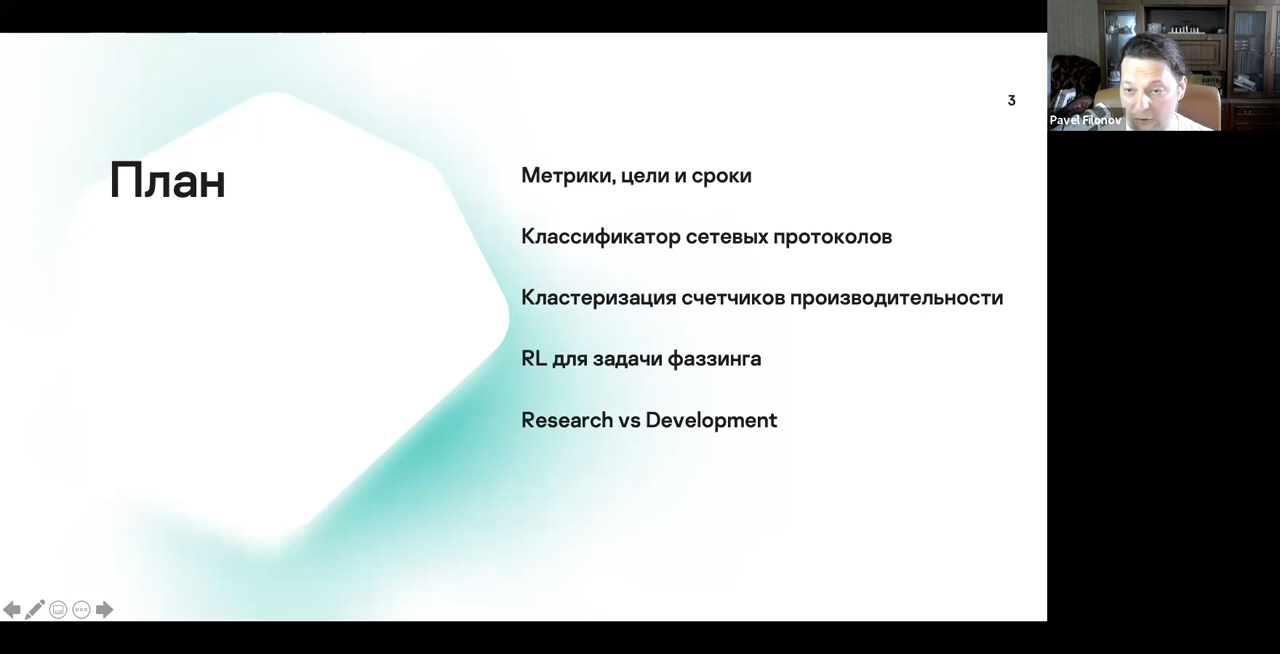 3
План
Метрики, цели и сроки
Классификатор сетевых протоколов
Кластеризация счетчиков производительности
RL для задачи фаззинга
Research vs Development
Pavel Filonov